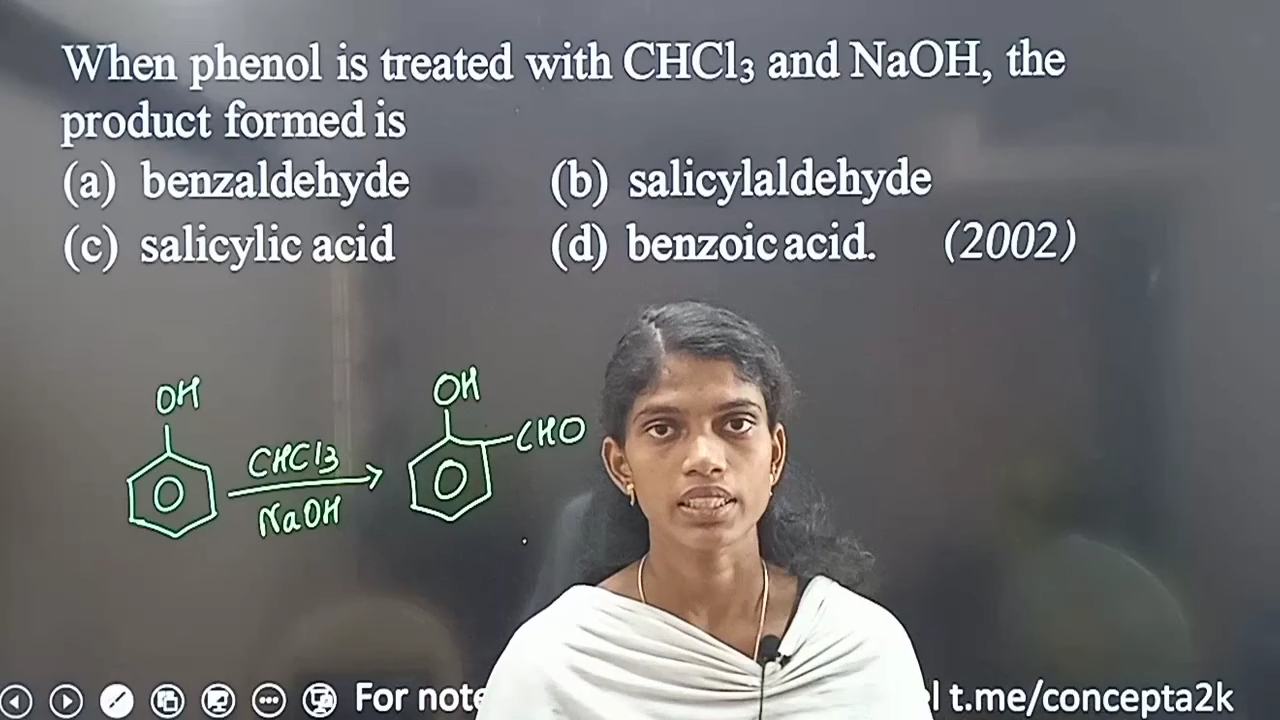 When phenol is treated with CHCl₃ and NaOH, the
product formed is
(a) benzaldehyde (b) salicylaldehyde
(c) salicylic acid (d) benzoic acid. (2002)
OH OH
CHCl3 CHO
NaOH
For note l t.me/concepta2k